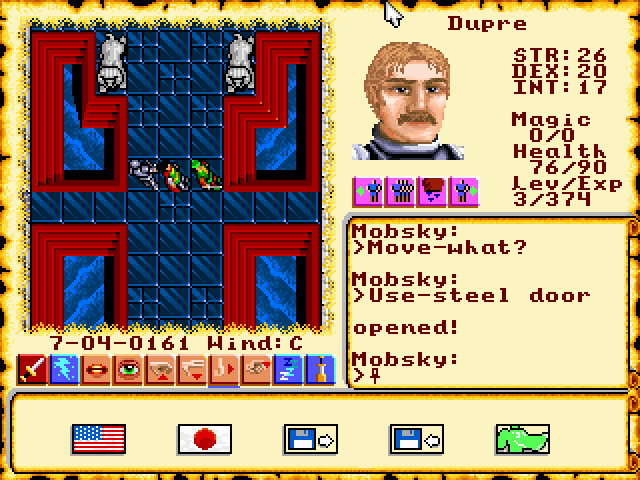 Dupre
STR:26
DEX:20
INT:17
Magic
0/0
Health
76/90
Lev/Exp
3/374
Mobsky:
>Move-what?
Mobsky:
>Use-steel door
opened!
Mobsky:
>
7-04-0161 Wind:C